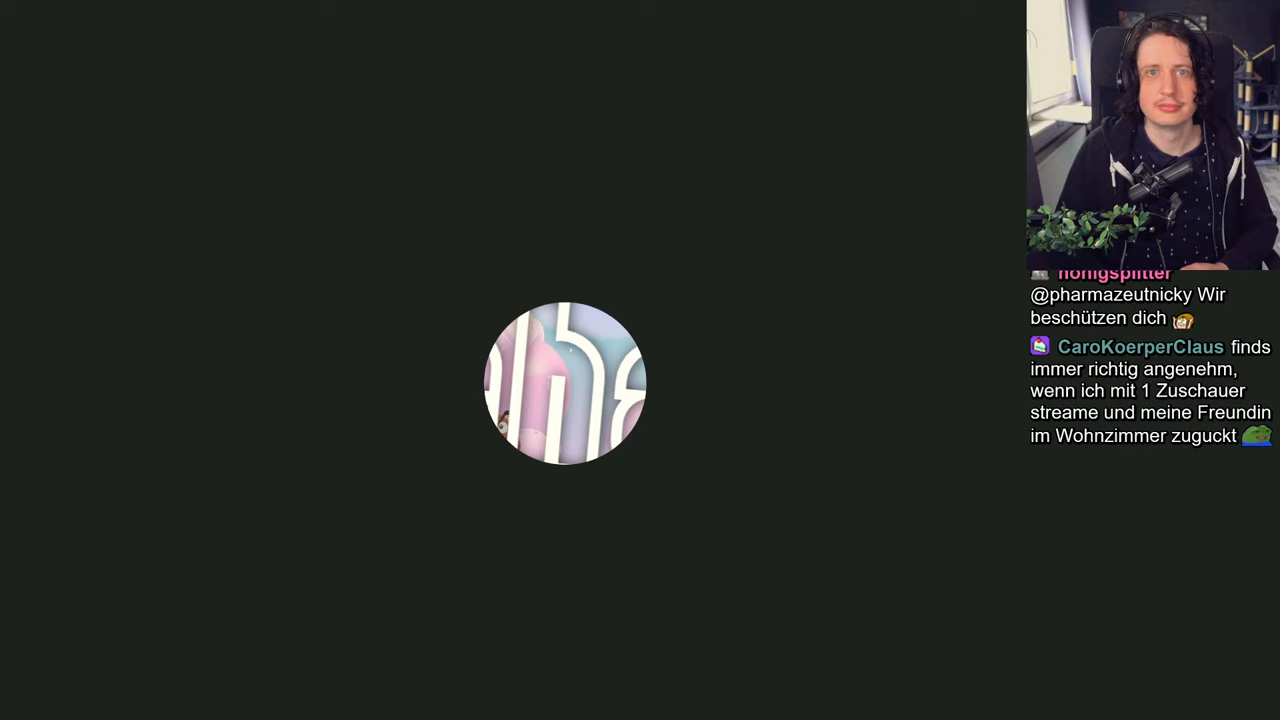 honigsplitter
@pharmazeutnicky Wir
beschützen dich
CaroKoerperClaus finds
immer richtig angenehm,
wenn ich mit 1 Zuschauer
streame und meine Freundin
im Wohnzimmer zuguckt